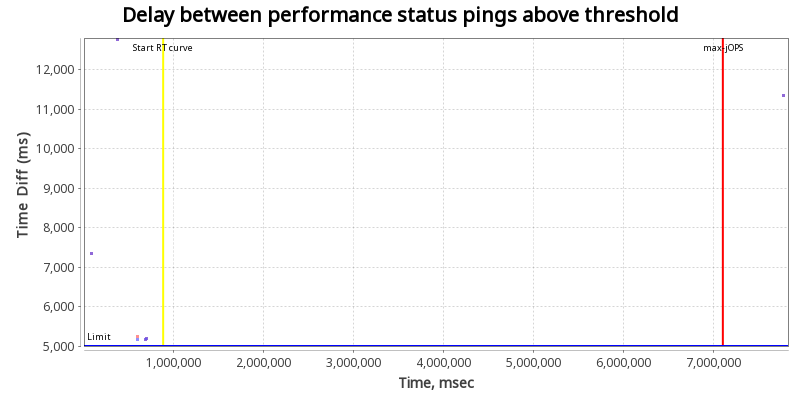 Delay between performance status pings above threshold
Start RT curve
max-jOPS
12,000
11,000
10,000
9,000
8,000
7,000
6,000
5,000
Time Diff (ms)
Limit
1,000,000
2,000,000
3,000,000
4,000,000
5,000,000
6,000,000
7,000,000
Time, msec